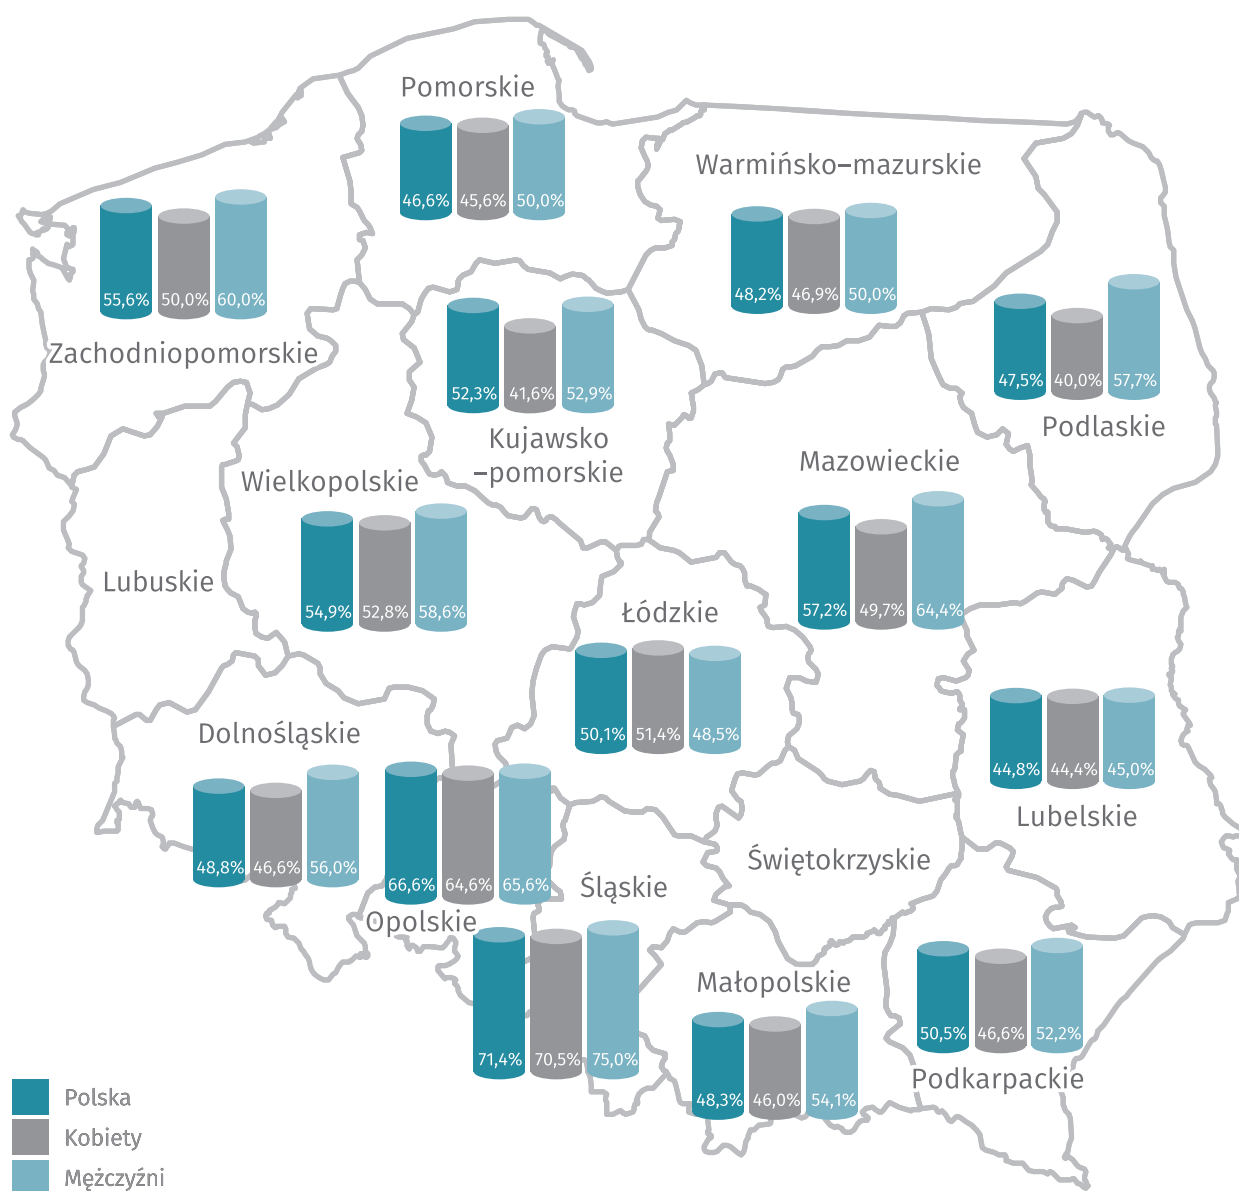 Pomorskie
46,6% 45,6% 50,0%
Warmińsko–mazurskie
48,2% 46,9% 50,0%
55,6% 50,0% 60,0%
Zachodniopomorskie
52,3% 41,6% 52,9%
Kujawsko
–pomorskie
47,5% 40,0% 57,7%
Podlaskie
Mazowieckie
57,2% 49,7% 64,4%
Wielkopolskie
54,9% 52,8% 58,6%
Lubuskie
Łódzkie
50,1% 51,4% 48,5%
Dolnośląskie
48,8% 46,6% 56,0%
66,6% 64,6% 65,6%
Opolskie
44,8% 44,4% 45,0%
Lubelskie
Świętokrzyskie
Śląskie
71,4% 70,5% 75,0%
Małopolskie
48,3% 46,0% 54,1%
50,5% 46,6% 52,2%
Podkarpackie
Polska
Kobiety
Mężczyźni